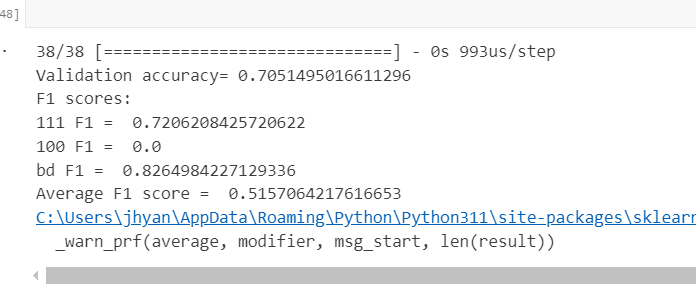 48]
38/38 [==============================] - 0s 993us/step
Validation accuracy= 0.7051495016611296
F1 scores:
111 F1 =  0.7206208425720622
100 F1 =  0.0
bd F1 =  0.8264984227129336
Average F1 score =  0.5157064217616653
C:\Users\jhyan\AppData\Roaming\Python\Python311\site-packages\sklearn
  _warn_prf(average, modifier, msg_start, len(result))